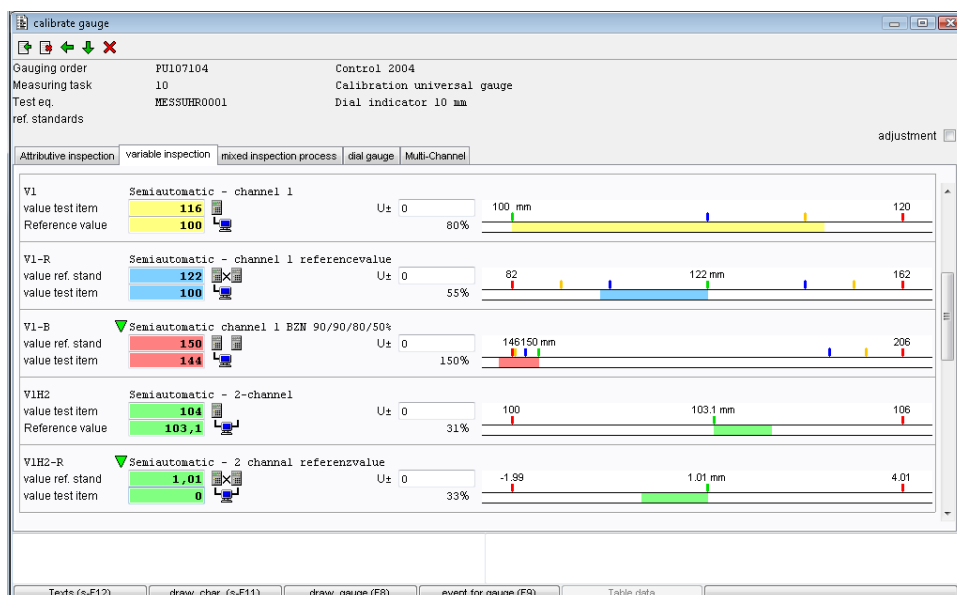 calibrate gauge
Gauging order PU107104 Control 2004
Measuring task 10 Calibration universal gauge
Test eq. MESSUHR0001 Dial indicator 10 mm
ref. standards
adjustment
Attributive inspection variable inspection mixed inspection process dial gauge Multi-Channel
V1 Semiautomatic - channel 1
value test item 116 U± 0 100 mm 120
Reference value 100 80%
V1-R Semiautomatic - channel 1 referencevalue
value ref. stand 122 U± 0 82 122 mm 162
value test item 100 55%
V1-B Semiautomatic channel 1 BZN 90/90/80/50%
value ref. stand 150 U± 0 146150 mm 206
value test item 144 150%
V1H2 Semiautomatic - 2-channel
value test item 104 U± 0 100 103.1 mm 106
Reference value 103,1 31%
V1H2-R Semiautomatic - 2 channal referenzvalue
value ref. stand 1,01 U± 0 -1.99 1.01 mm 4.01
value test item 0 33%
Texts (s-F12) draw. char. (s-F11) draw. gauge (F8) event for gauge (F9) Table data